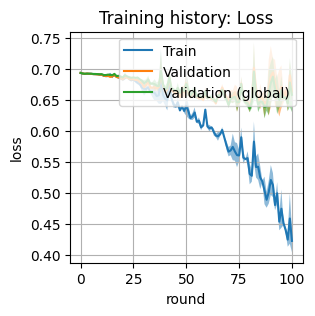 Training history: Loss
Train
Validation
Validation (global)
loss
0.75
0.70
0.65
0.60
0.55
0.50
0.45
0.40
0
25
50
75
100
round